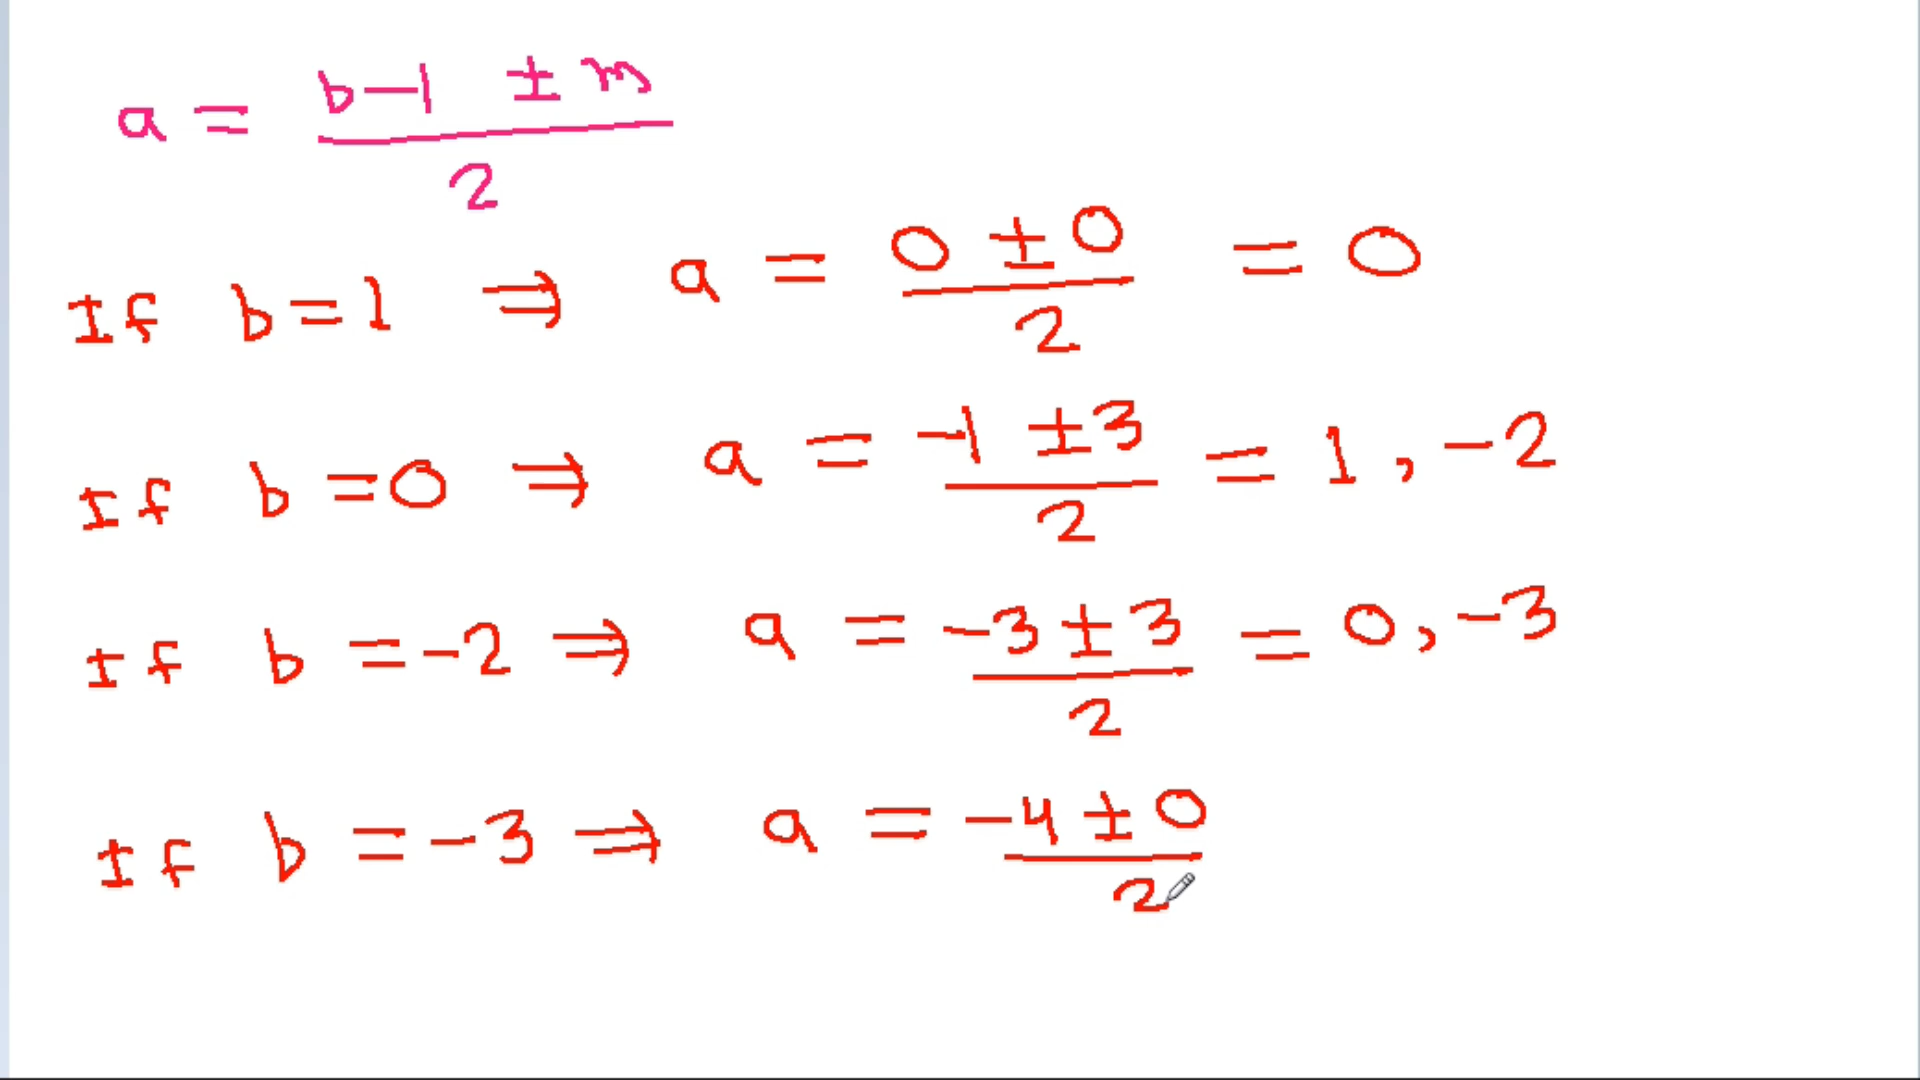 a = (b-1 ± m)/2
If b=1 ⇒ a = (0 ± 0)/2 = 0
If b=0 ⇒ a = (-1 ±3)/2 = 1, -2
If b=-2 ⇒ a = (-3 ± 3)/2 = 0, -3
If b=-3 ⇒ a = (-4 ± 0)/2